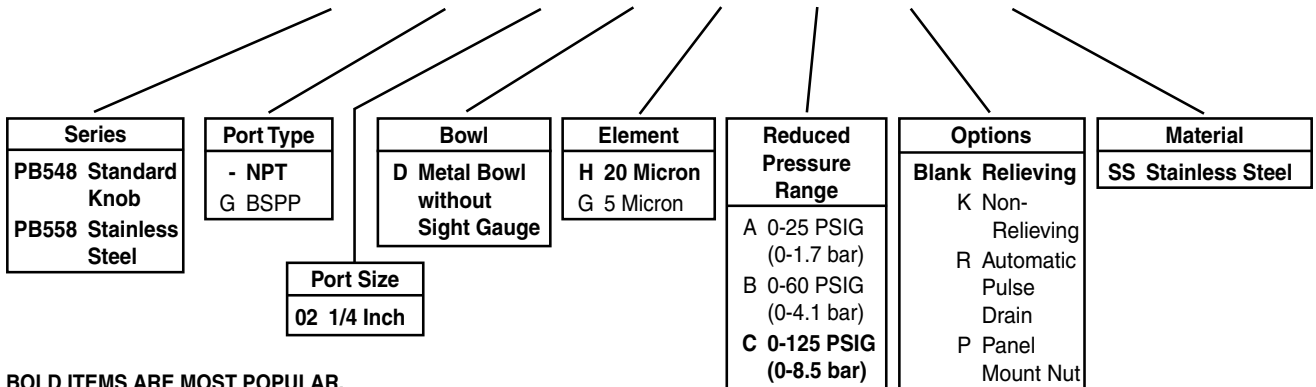 Series
PB548 Standard
Knob
PB558 Stainless
Steel
Port Type
- NPT
G BSPP
Port Size
02 1/4 Inch
Bowl
D Metal Bowl
without
Sight Gauge
Element
H 20 Micron
G 5 Micron
Reduced
Pressure
Range
A 0-25 PSIG
(0-1.7 bar)
B 0-60 PSIG
(0-4.1 bar)
C 0-125 PSIG
(0-8.5 bar)
Options
Blank Relieving
K Non-
Relieving
R Automatic
Pulse
Drain
P Panel
Mount Nut
Material
SS Stainless Steel
BOLD ITEMS ARE MOST POPULAR.